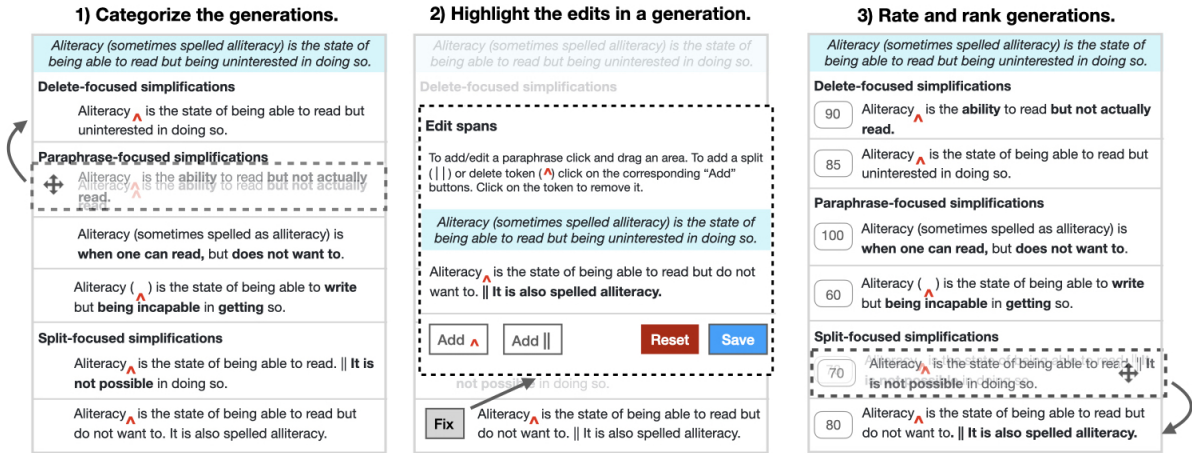 1) Categorize the generations.
Aliteracy (sometimes spelled alliteracy) is the state of
being able to read but being uninterested in doing so.
Delete-focused simplifications
Aliteracy ^ is the state of being able to read but
uninterested in doing so.
Paraphrase-focused simplifications
Aliteracy ^ is the ability to read but not actually
read.
Aliteracy (sometimes spelled as alliteracy) is
when one can read, but does not want to.
Aliteracy ( ^ ) is the state of being able to write
but being incapable in getting so.
Split-focused simplifications
Aliteracy ^ is the state of being able to read. || It is
not possible in doing so.
Aliteracy ^ is the state of being able to read but
do not want to. It is also spelled alliteracy.
2) Highlight the edits in a generation.
Aliteracy (sometimes spelled alliteracy) is the state of
being able to read but being uninterested in doing so.
Delete-focused simplifications
Edit spans
To add/edit a paraphrase click and drag an area. To add a split
(||) or delete token (^) click on the corresponding “Add”
buttons. Click on the token to remove it.
Aliteracy (sometimes spelled alliteracy) is the state of
being able to read but being uninterested in doing so.
Aliteracy ^ is the state of being able to read but do not
want to. || It is also spelled alliteracy.
Add ^ Add || Reset Save
not possible in doing so.
Fix
Aliteracy ^ is the state of being able to read but
do not want to. || It is also spelled alliteracy.
3) Rate and rank generations.
Aliteracy (sometimes spelled alliteracy) is the state of
being able to read but being uninterested in doing so.
Delete-focused simplifications
90 Aliteracy ^ is the ability to read but not actually
read.
85 Aliteracy ^ is the state of being able to read but
uninterested in doing so.
Paraphrase-focused simplifications
100 Aliteracy (sometimes spelled as alliteracy) is
when one can read, but does not want to.
60 Aliteracy ( ^ ) is the state of being able to write
but being incapable in getting so.
Split-focused simplifications
70 Aliteracy ^ is the state of being able to read. || It
is not possible in doing so.
80 Aliteracy ^ is the state of being able to read but
do not want to. || It is also spelled alliteracy.